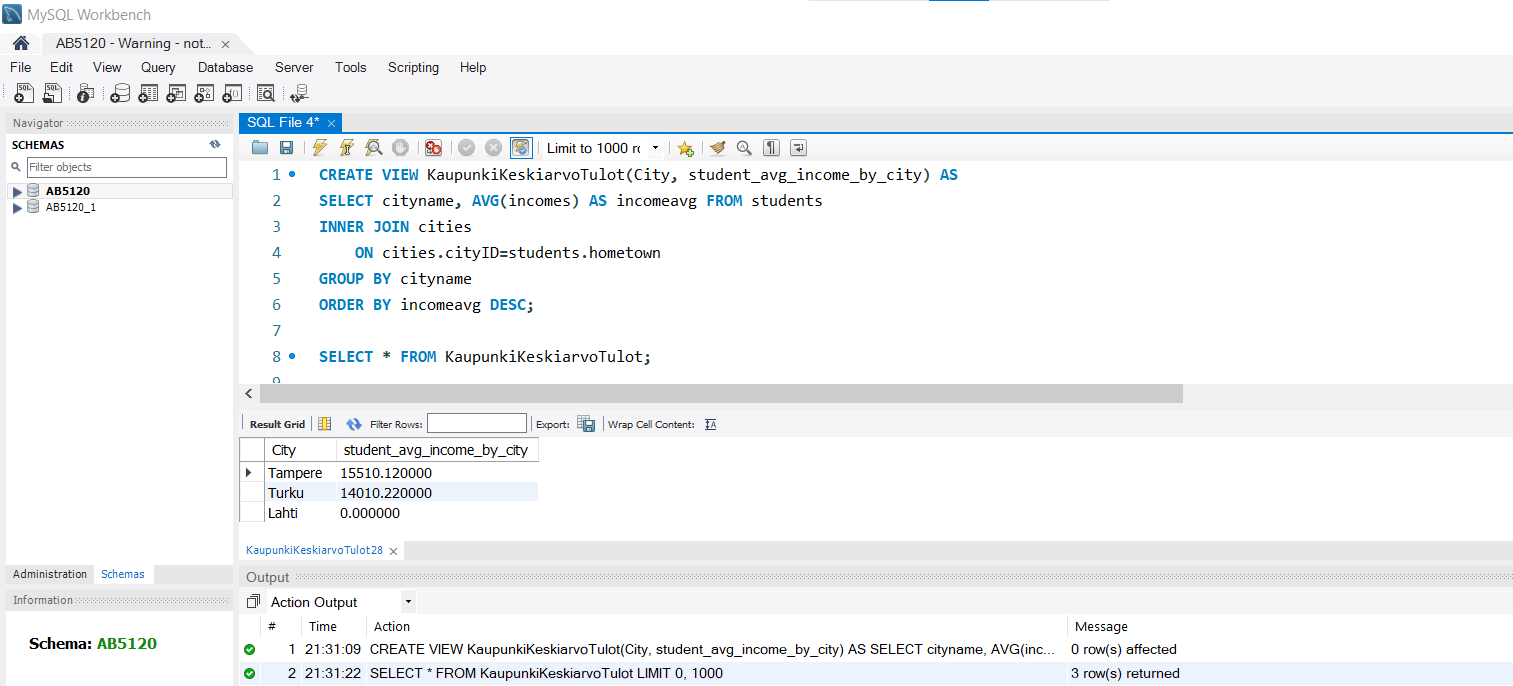 MySQL Workbench
AB5120 - Warning - not... ×
File Edit View Query Database Server Tools Scripting Help
Navigator
SQL File 4* ×
SCHEMAS
Filter objects
AB5120
AB5120_1
Limit to 1000 rc
1 CREATE VIEW KaupunkiKeskiarvoTulot(City, student_avg_income_by_city) AS
2 SELECT cityname, AVG(incomes) AS incomeavg FROM students
3 INNER JOIN cities
4 ON cities.cityID=students.hometown
5 GROUP BY cityname
6 ORDER BY incomeavg DESC;
7
8 SELECT * FROM KaupunkiKeskiarvoTulot;
9
Result Grid Filter Rows: Export: Wrap Cell Content:
City student_avg_income_by_city
Tampere 15510.120000
Turku 14010.220000
Lahti 0.000000
KaupunkiKeskiarvoTulot28 ×
Administration Schemas
Information
Schema: AB5120
Output
Action Output
# Time Action Message
1 21:31:09 CREATE VIEW KaupunkiKeskiarvoTulot(City, student_avg_income_by_city) AS SELECT cityname, AVG(inc... 0 row(s) affected
2 21:31:22 SELECT * FROM KaupunkiKeskiarvoTulot LIMIT 0, 1000 3 row(s) returned